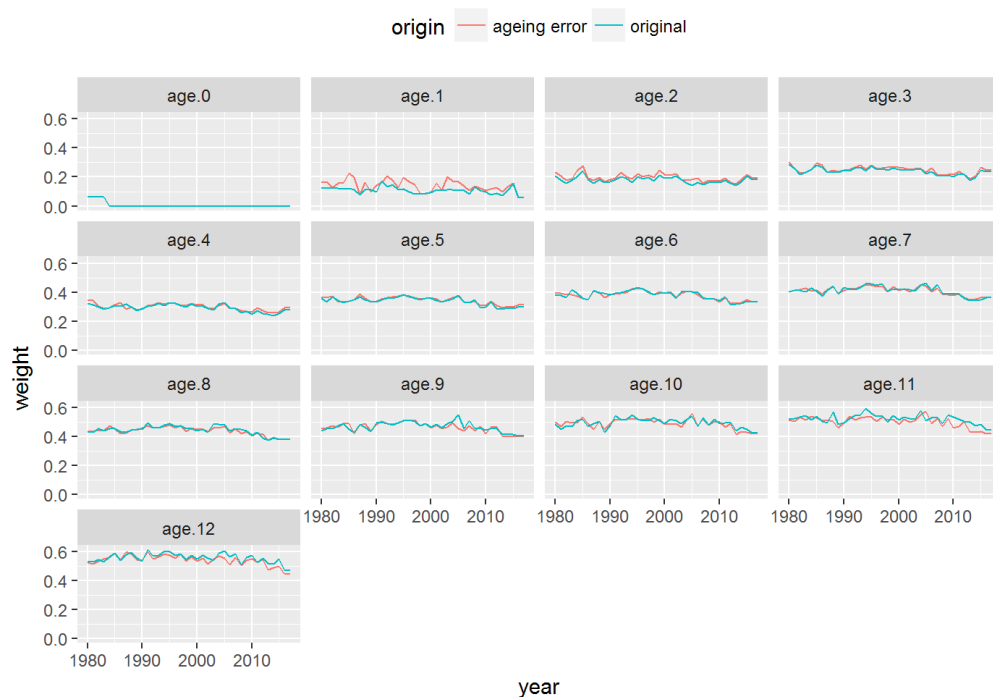 origin ageing error original
age.0 age.1 age.2 age.3
0.6
0.4
0.2
0.0
age.4 age.5 age.6 age.7
0.6
0.4
0.2
0.0
weight
age.8 age.9 age.10 age.11
0.6
0.4
0.2
0.0
1980 1990 2000 2010 1980 1990 2000 2010 1980 1990 2000 2010
age.12
0.6
0.4
0.2
0.0
1980 1990 2000 2010
year